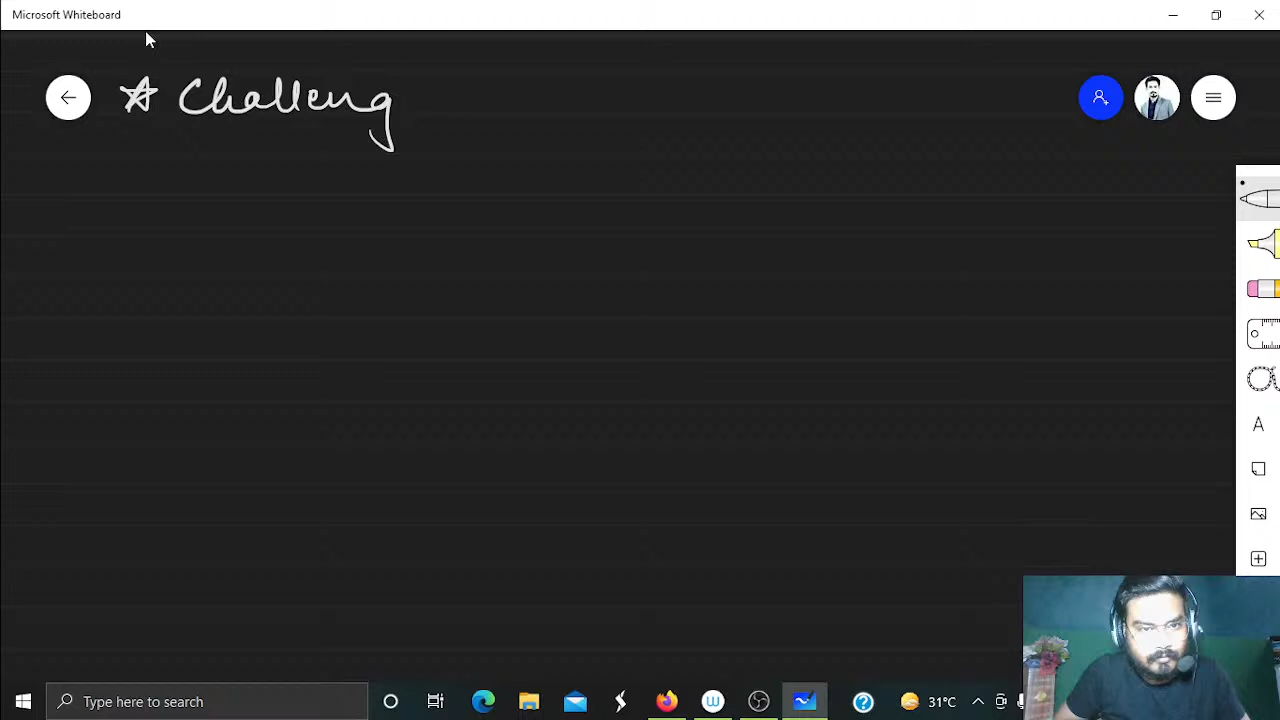 Microsoft Whiteboard
☆ Challeng
A
Type here to search
31°C